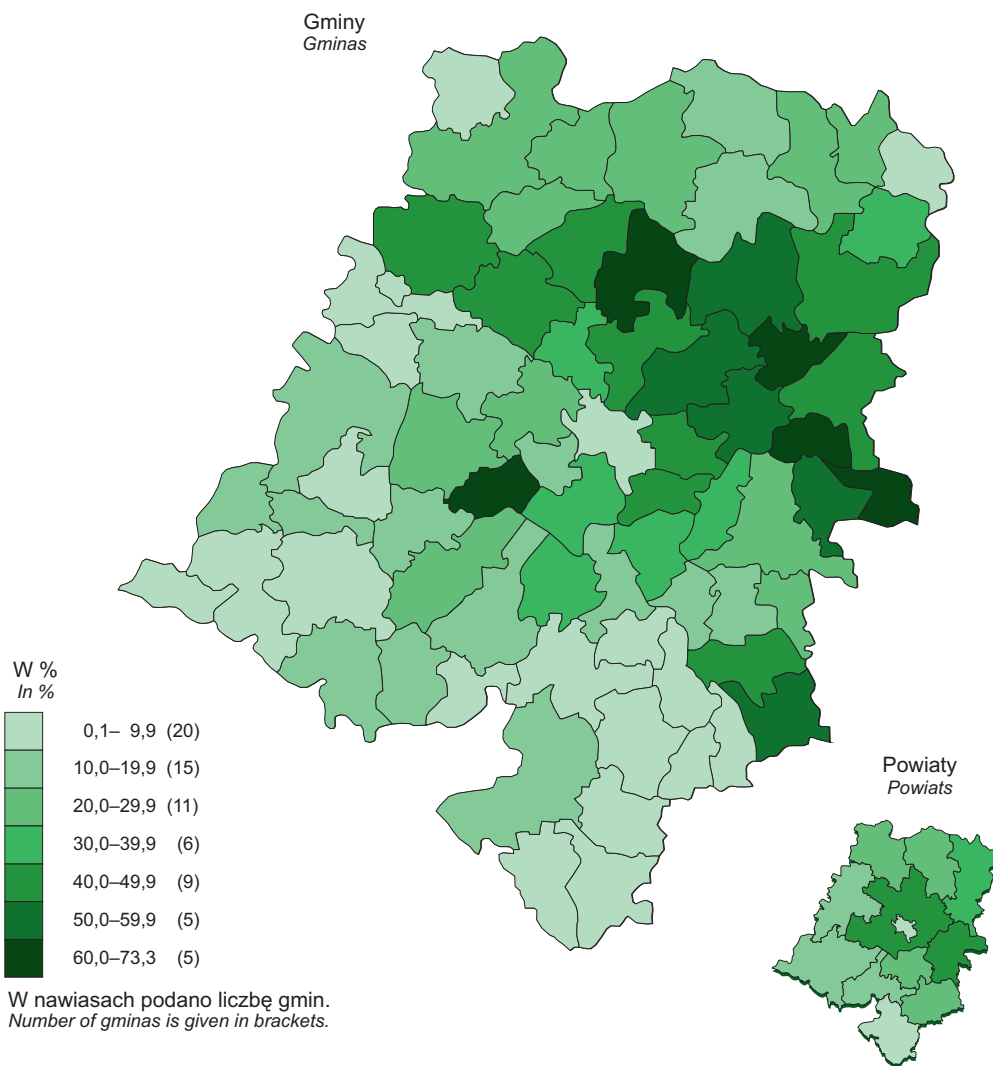 Gminy
Gminas
W %
In %
0,1– 9,9 (20)
10,0–19,9 (15)
20,0–29,9 (11)
30,0–39,9 (6)
40,0–49,9 (9)
50,0–59,9 (5)
60,0–73,3 (5)
W nawiasach podano liczbę gmin.
Number of gminas is given in brackets.
Powiaty
Powiats